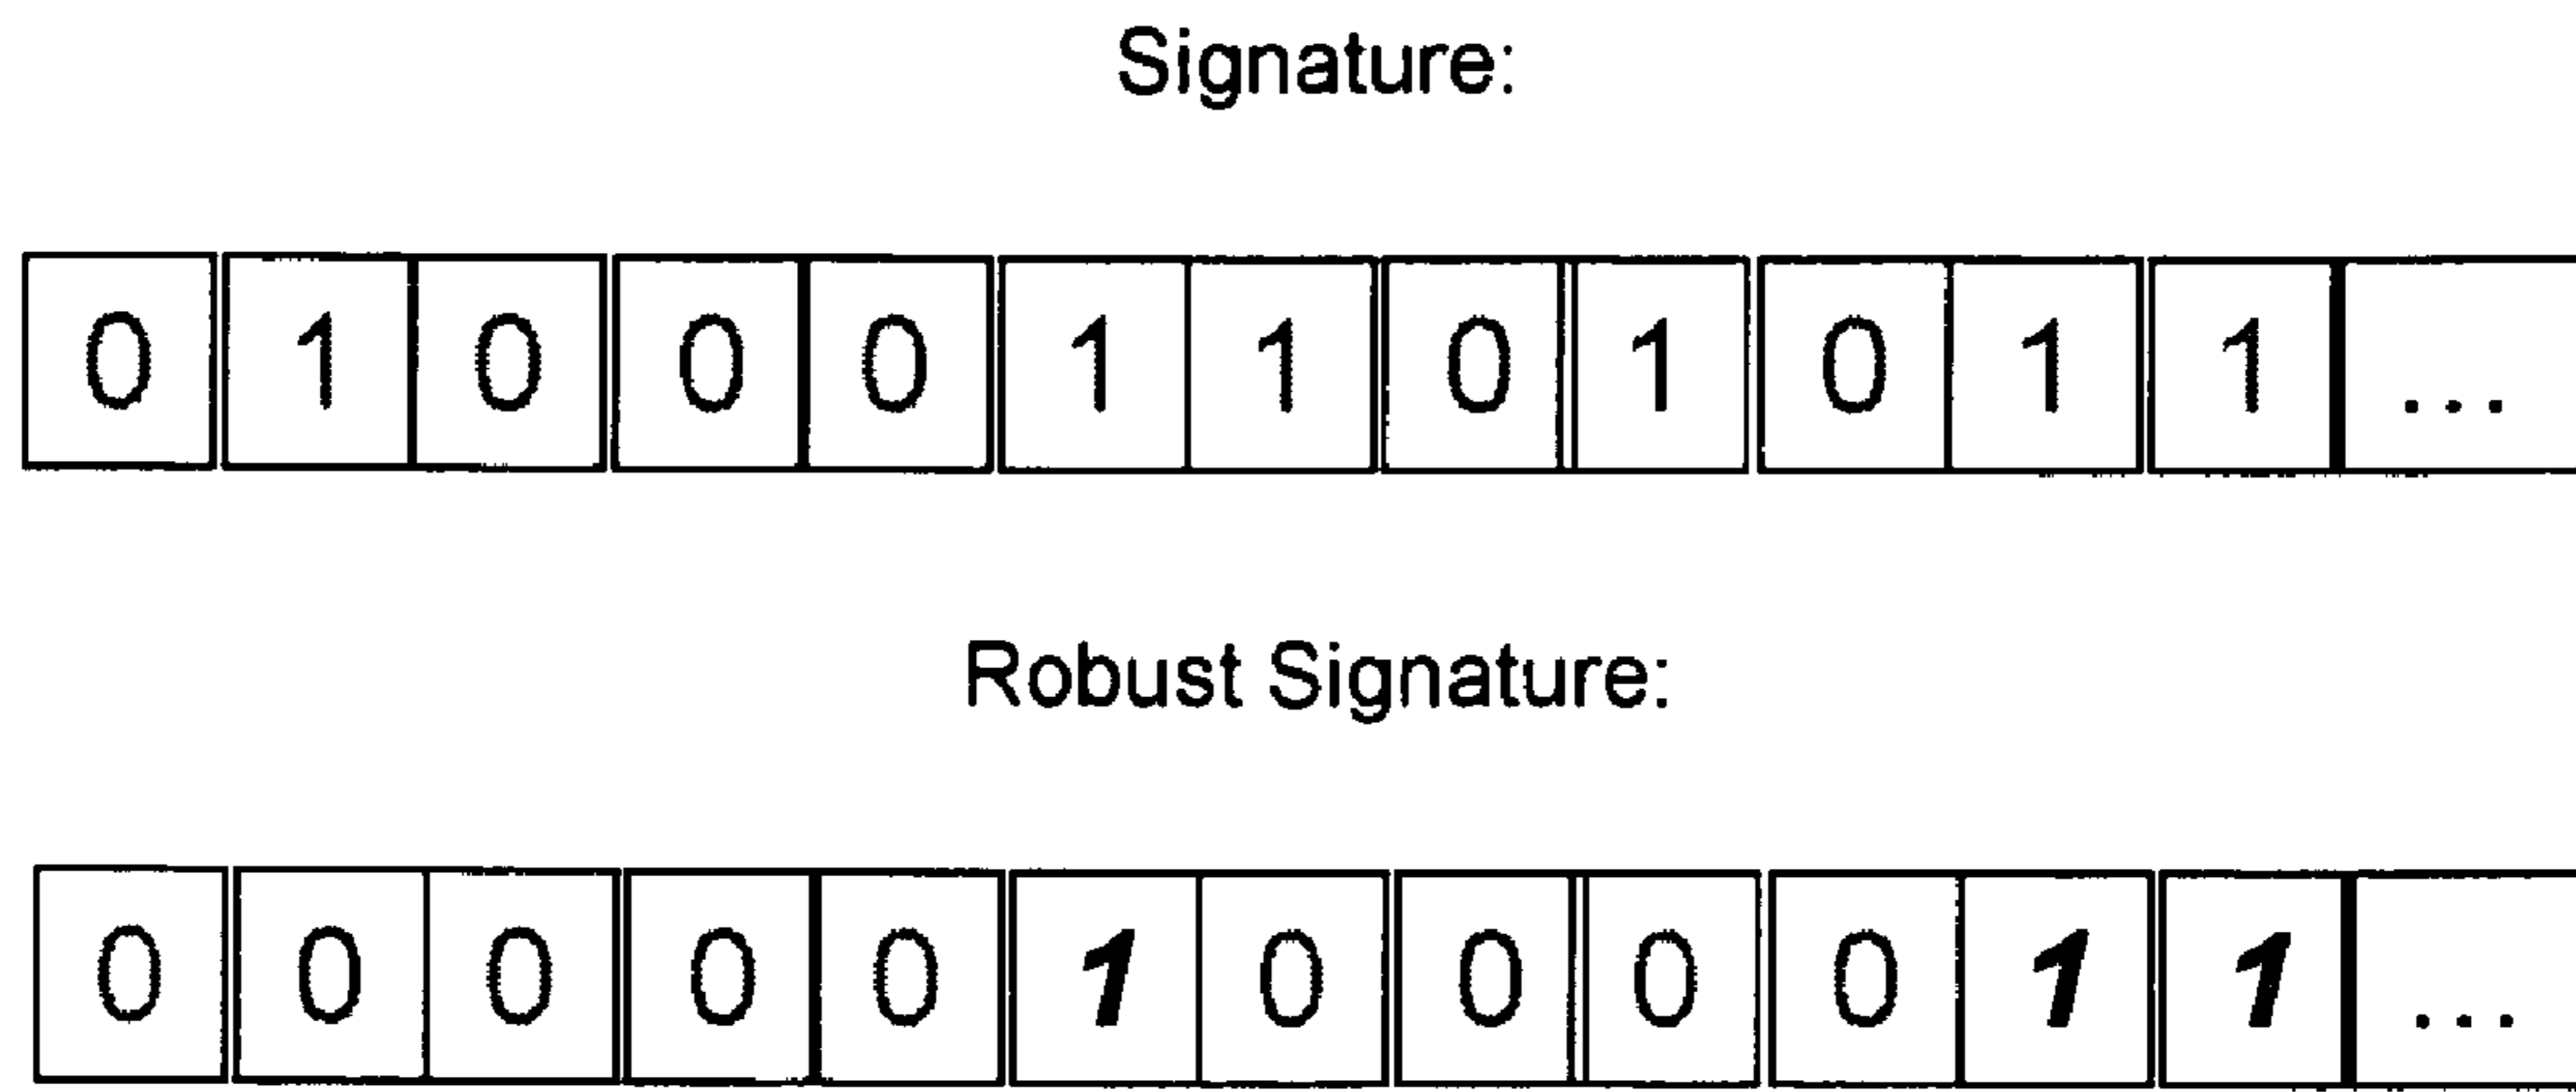 Signature:
0 1 0 0 0 1 1 0 1 0 1 1 ...
Robust Signature:
0 0 0 0 0 1 0 0 0 0 1 1 ...